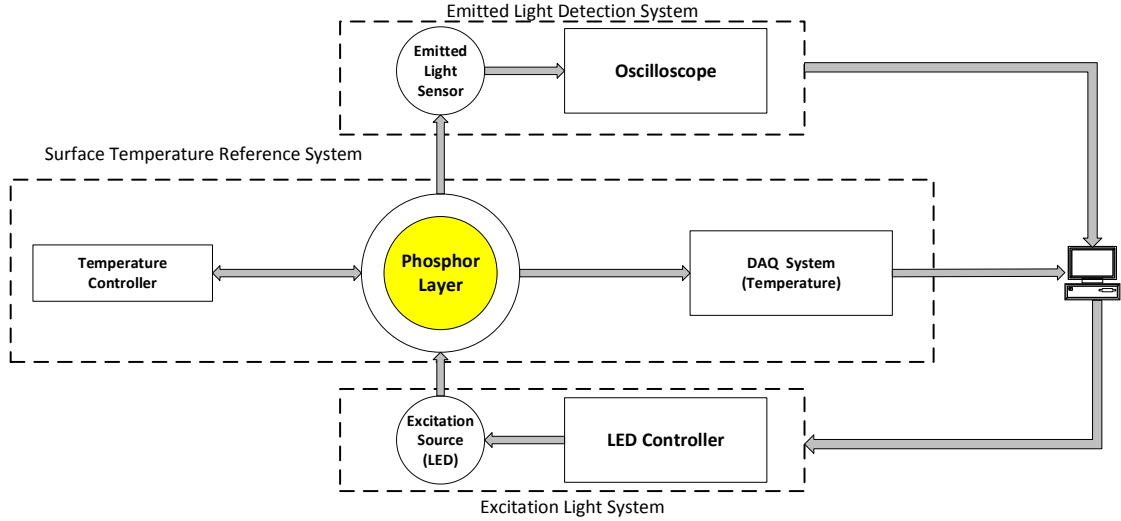 Emitted Light Detection System
Emitted
Light
Sensor
Oscilloscope
Surface Temperature Reference System
Temperature
Controller
Phosphor
Layer
DAQ System
(Temperature)
Excitation
Source
(LED)
LED Controller
Excitation Light System